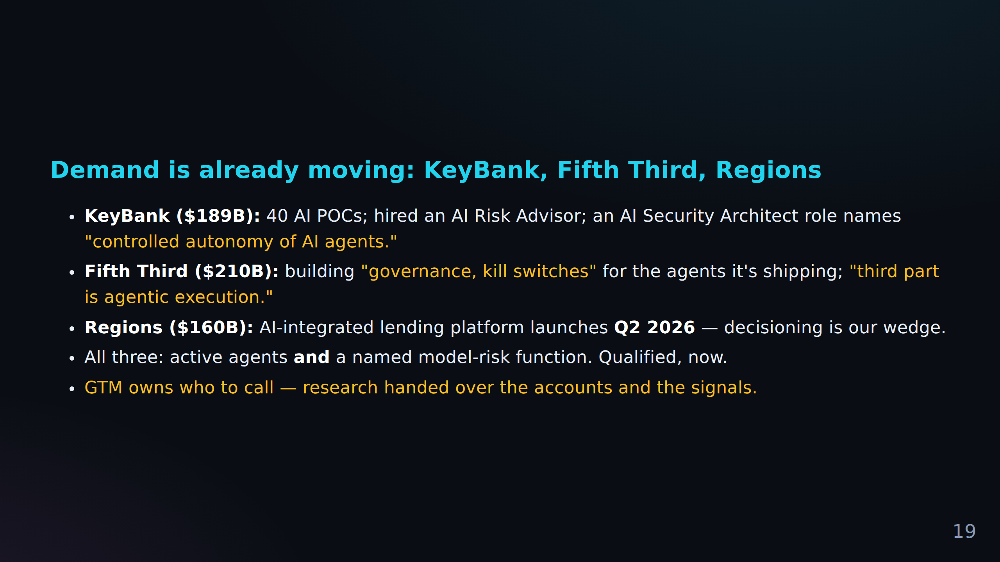 Demand is already moving: KeyBank, Fifth Third, Regions
• KeyBank ($189B): 40 AI POCs; hired an AI Risk Advisor; an AI Security Architect role names
"controlled autonomy of AI agents."
• Fifth Third ($210B): building "governance, kill switches" for the agents it's shipping; "third part
is agentic execution."
• Regions ($160B): AI-integrated lending platform launches Q2 2026 — decisioning is our wedge.
• All three: active agents and a named model-risk function. Qualified, now.
• GTM owns who to call — research handed over the accounts and the signals.
19